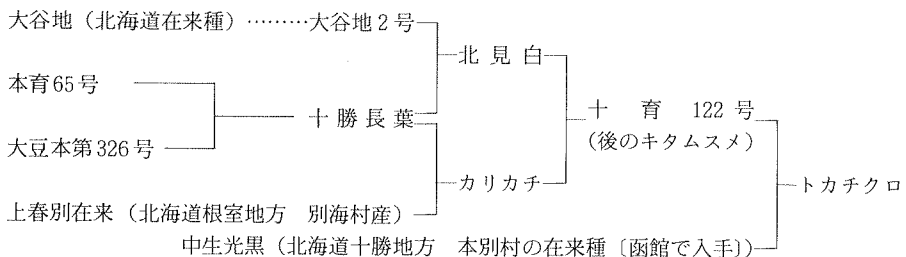 大谷地（北海道在来種）………大谷地2号
北見白
本育65号
十勝長葉
十育122号
（後のキタムスメ）
大豆本第326号
カリカチ
トカチクロ
上春別在来（北海道根室地方　別海村産）
中生光黒（北海道十勝地方　本別村の在来種〔函館で入手〕）